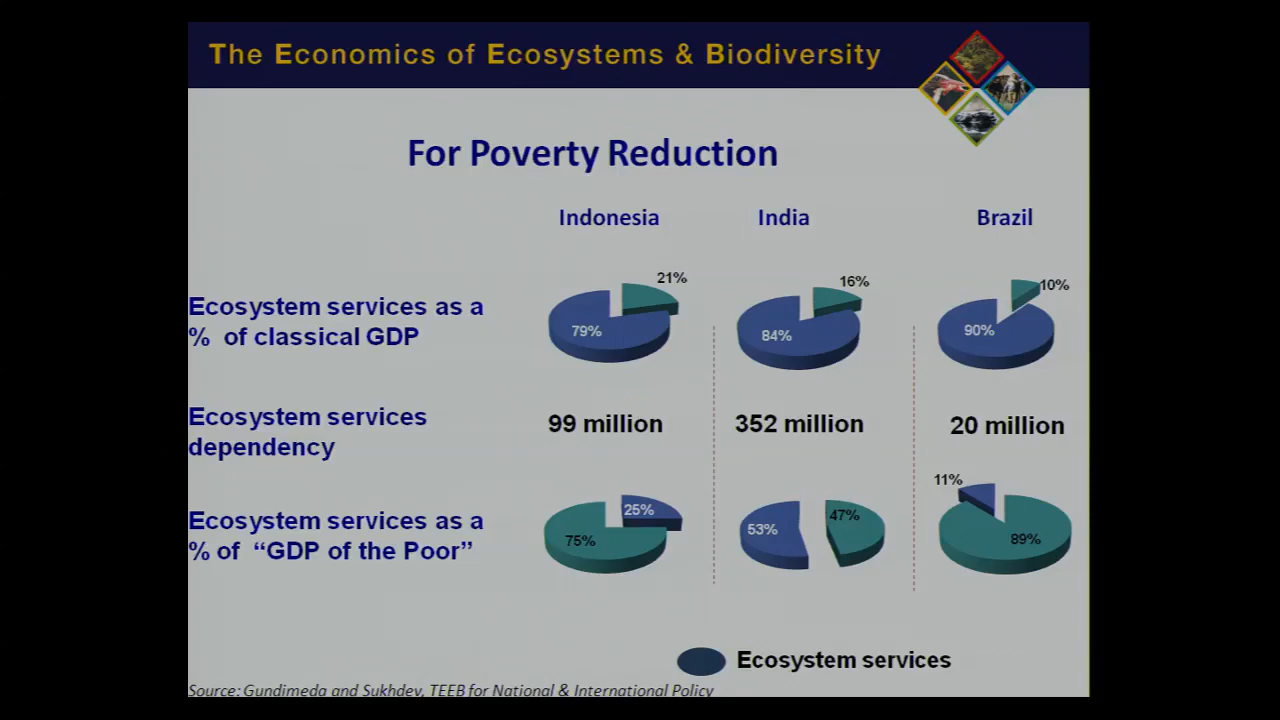 The Economics of Ecosystems & Biodiversity
For Poverty Reduction
Indonesia
India
Brazil
Ecosystem services as a
% of classical GDP
21%
79%
16%
84%
10%
90%
Ecosystem services
dependency
99 million
352 million
20 million
Ecosystem services as a
% of “GDP of the Poor”
25%
75%
53%
47%
11%
89%
Ecosystem services
Source: Gundimeda and Sukhdev, TEEB for National & International Policy